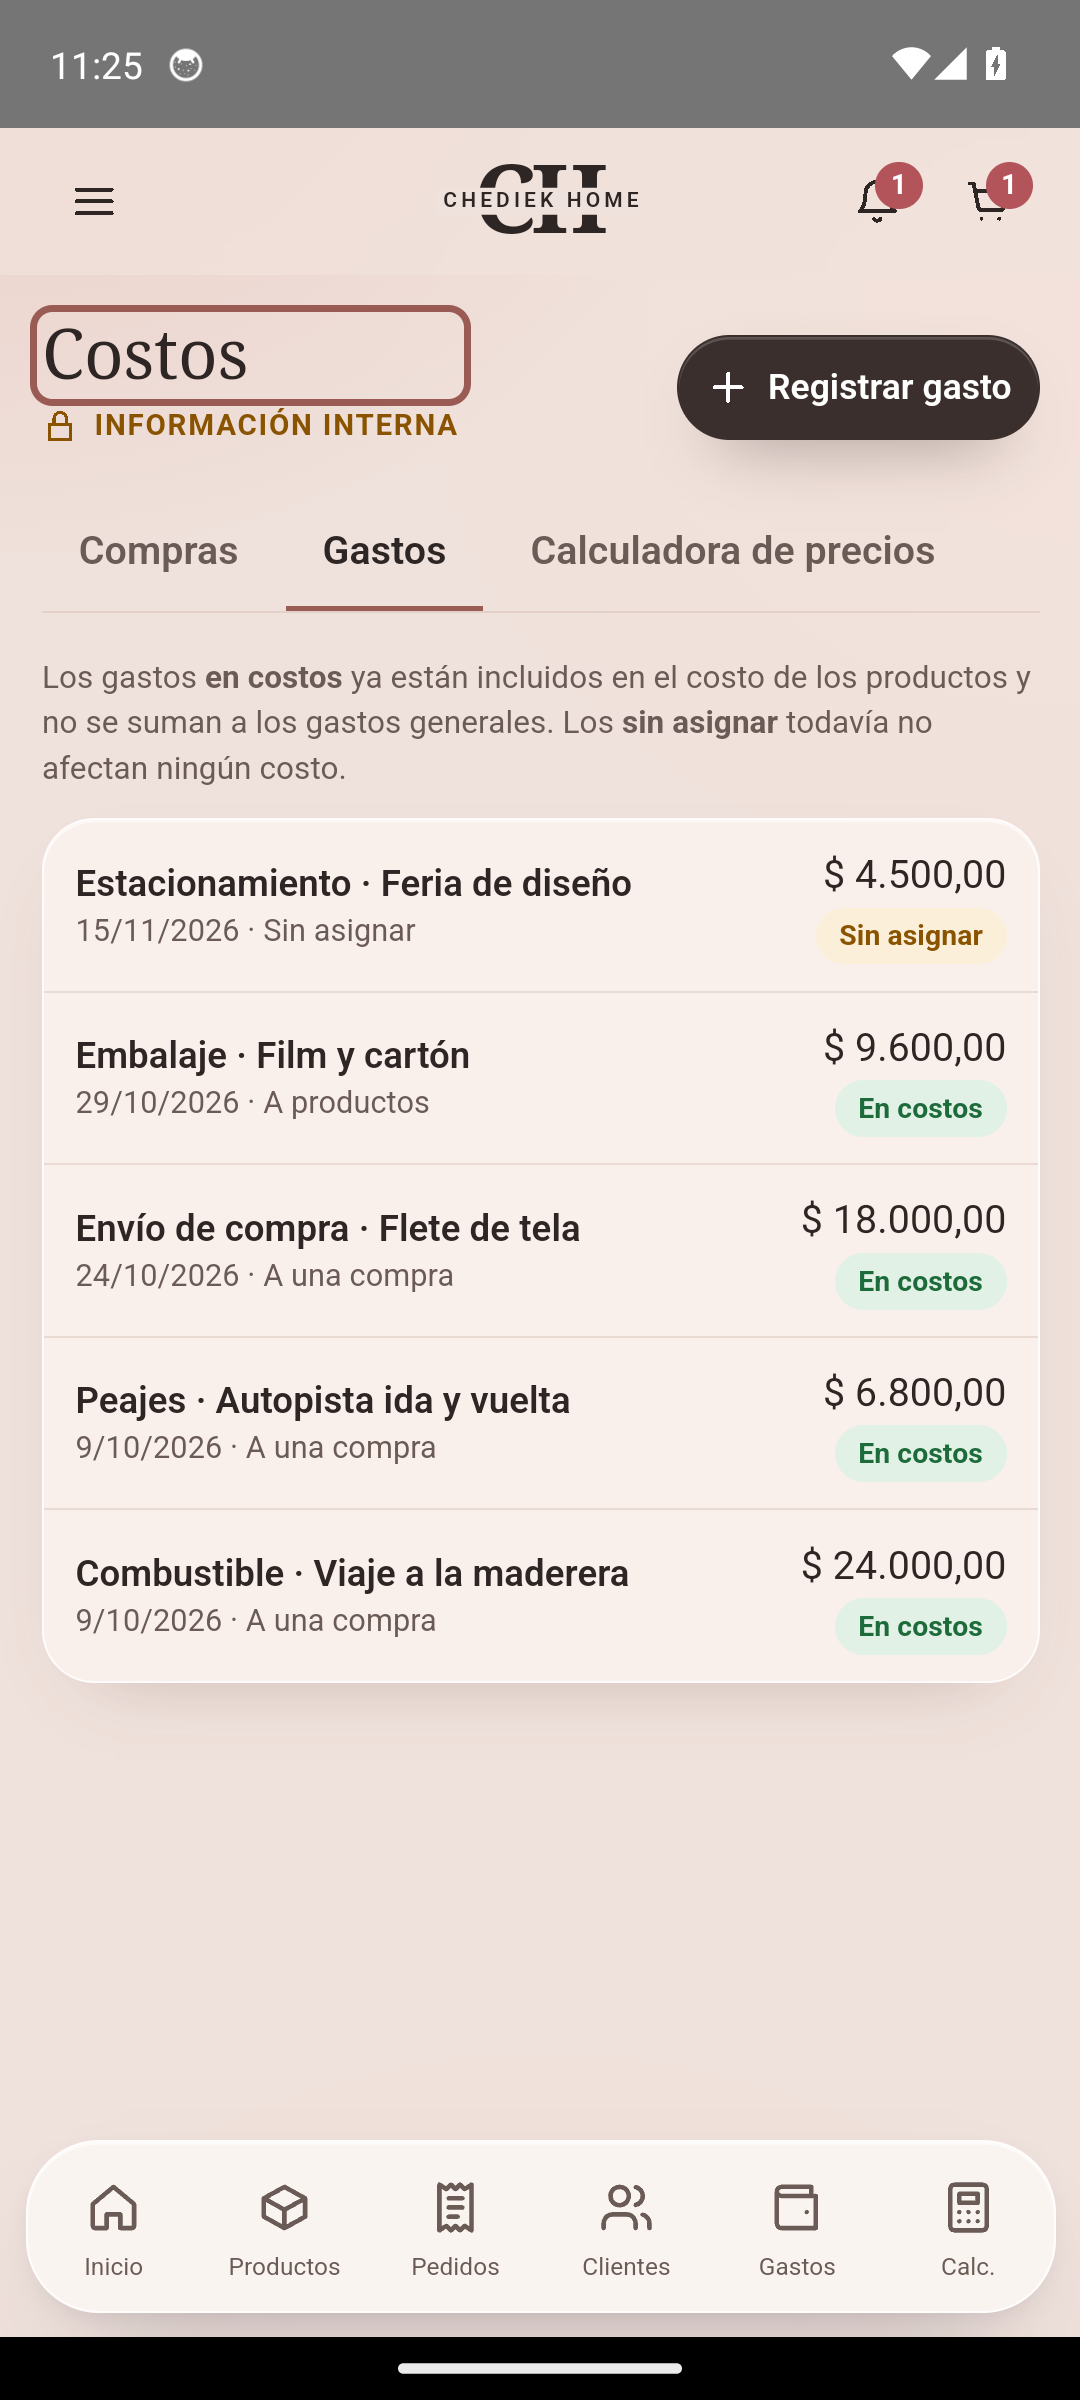 11:25
CH
CHEDIEK HOME
1
1
Costos
INFORMACIÓN INTERNA
Registrar gasto
Compras
Gastos
Calculadora de precios
Los gastos en costos ya están incluidos en el costo de los productos y
no se suman a los gastos generales. Los sin asignar todavía no
afectan ningún costo.
Estacionamiento · Feria de diseño
$ 4.500,00
15/11/2026 · Sin asignar
Sin asignar
Embalaje · Film y cartón
$ 9.600,00
29/10/2026 · A productos
En costos
Envío de compra · Flete de tela
$ 18.000,00
24/10/2026 · A una compra
En costos
Peajes · Autopista ida y vuelta
$ 6.800,00
9/10/2026 · A una compra
En costos
Combustible · Viaje a la maderera
$ 24.000,00
9/10/2026 · A una compra
En costos
Inicio
Productos
Pedidos
Clientes
Gastos
Calc.